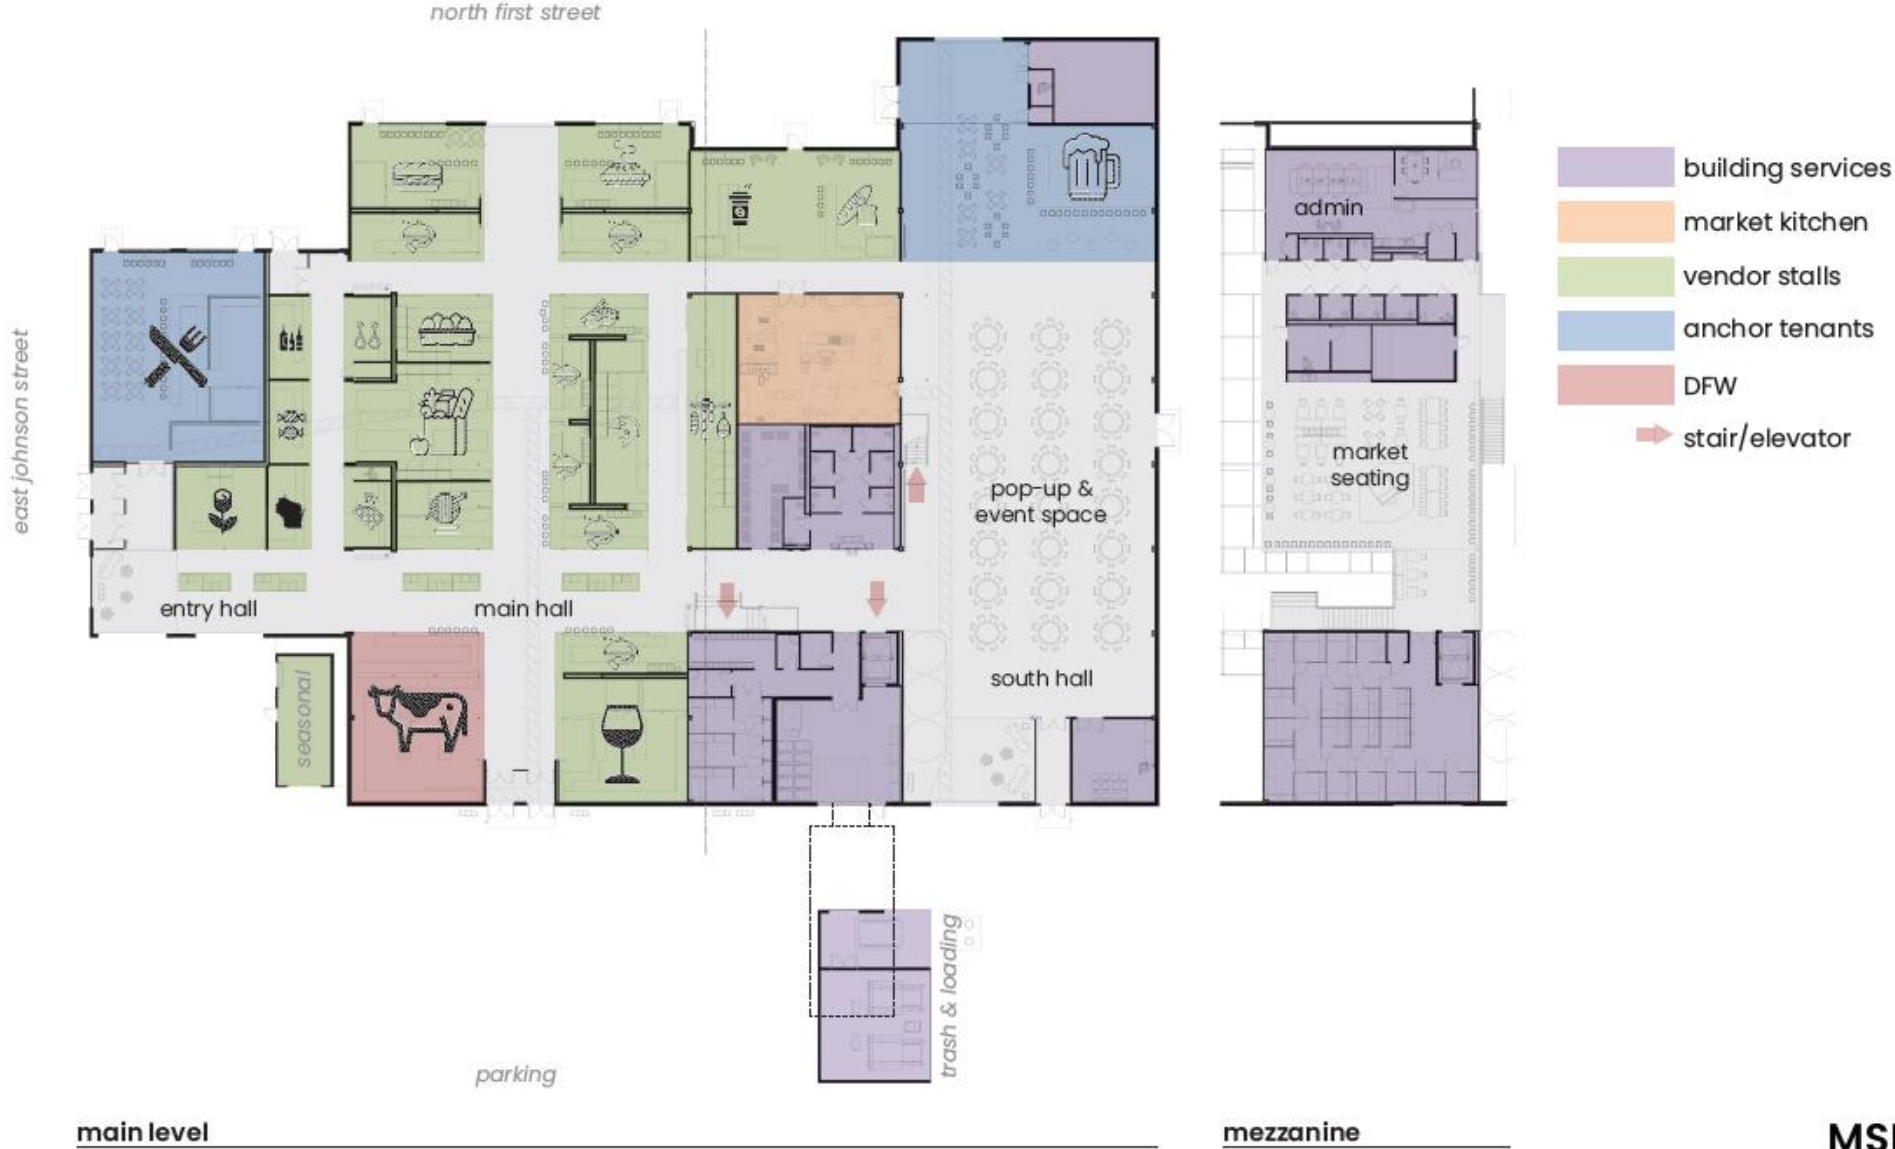 north first street
east johnson street
building services
market kitchen
vendor stalls
anchor tenants
DFW
stair/elevator
admin
market
seating
pop-up &
event space
entry hall
main hall
south hall
seasonal
trash & loading
parking
main level
mezzanine